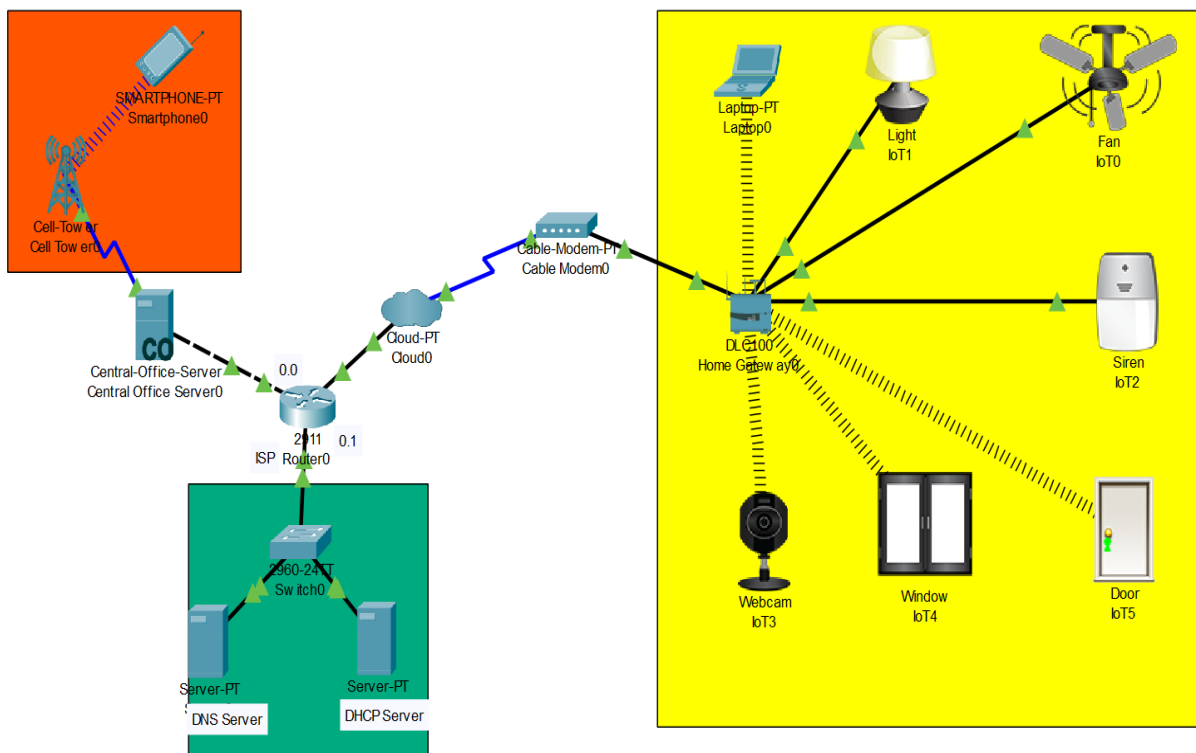 SMARTPHONE-PT
Smartphone0
Cell-Tower
Cell Tower0
Central-Office-Server
Central Office Server0
CO
0.0
2911
Router0
0.1
ISP
Cloud-PT
Cloud0
Cable-Modem-PT
Cable Modem0
2960-24TT
Switch0
Server-PT
DNS Server
Server-PT
DHCP Server
Laptop-PT
Laptop0
Light
IoT1
Fan
IoT0
DLC100
Home Gateway0
Siren
IoT2
Webcam
IoT3
Window
IoT4
Door
IoT5